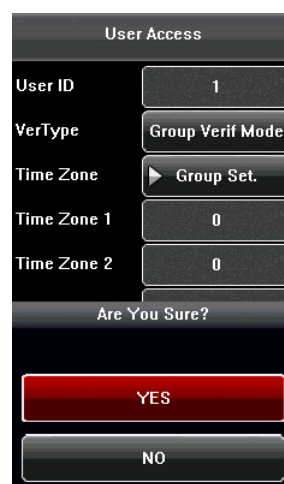 User Access
User ID 1
VerType Group Verif Mode
Time Zone Group Set.
Time Zone 1 0
Time Zone 2 0
Are You Sure?
YES
NO